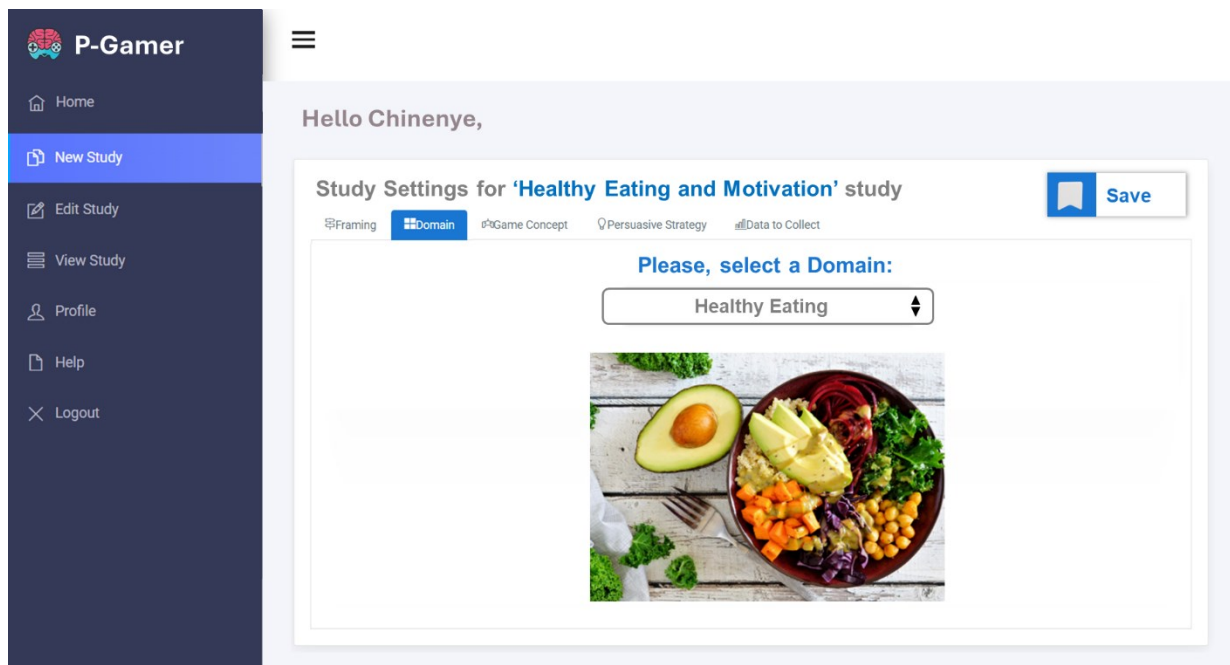 P-Gamer
Home
New Study
Edit Study
View Study
Profile
Help
Logout
Hello Chinenye,
Study Settings for ‘Healthy Eating and Motivation’ study
Save
Framing Domain Game Concept Persuasive Strategy Data to Collect
Please, select a Domain:
Healthy Eating